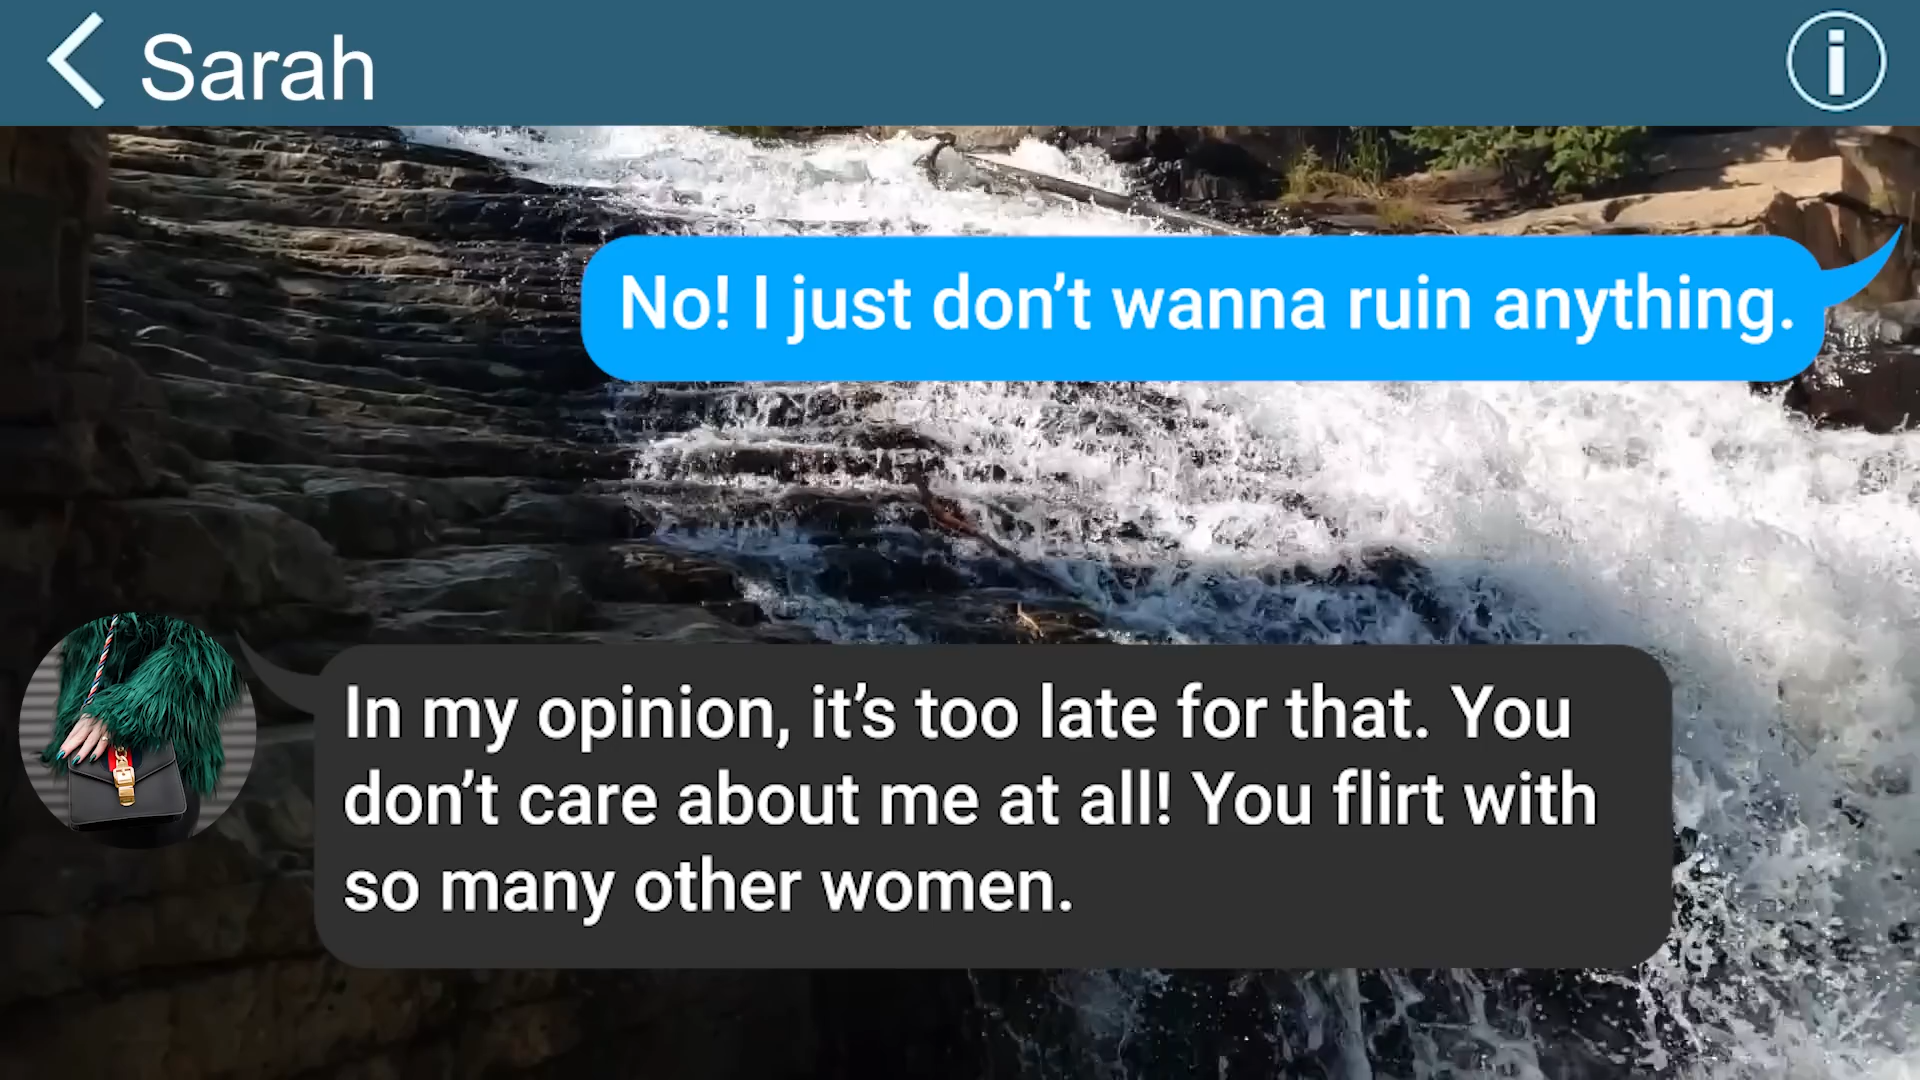 Sarah
No! I just don’t wanna ruin anything.
In my opinion, it’s too late for that. You
don’t care about me at all! You flirt with
so many other women.